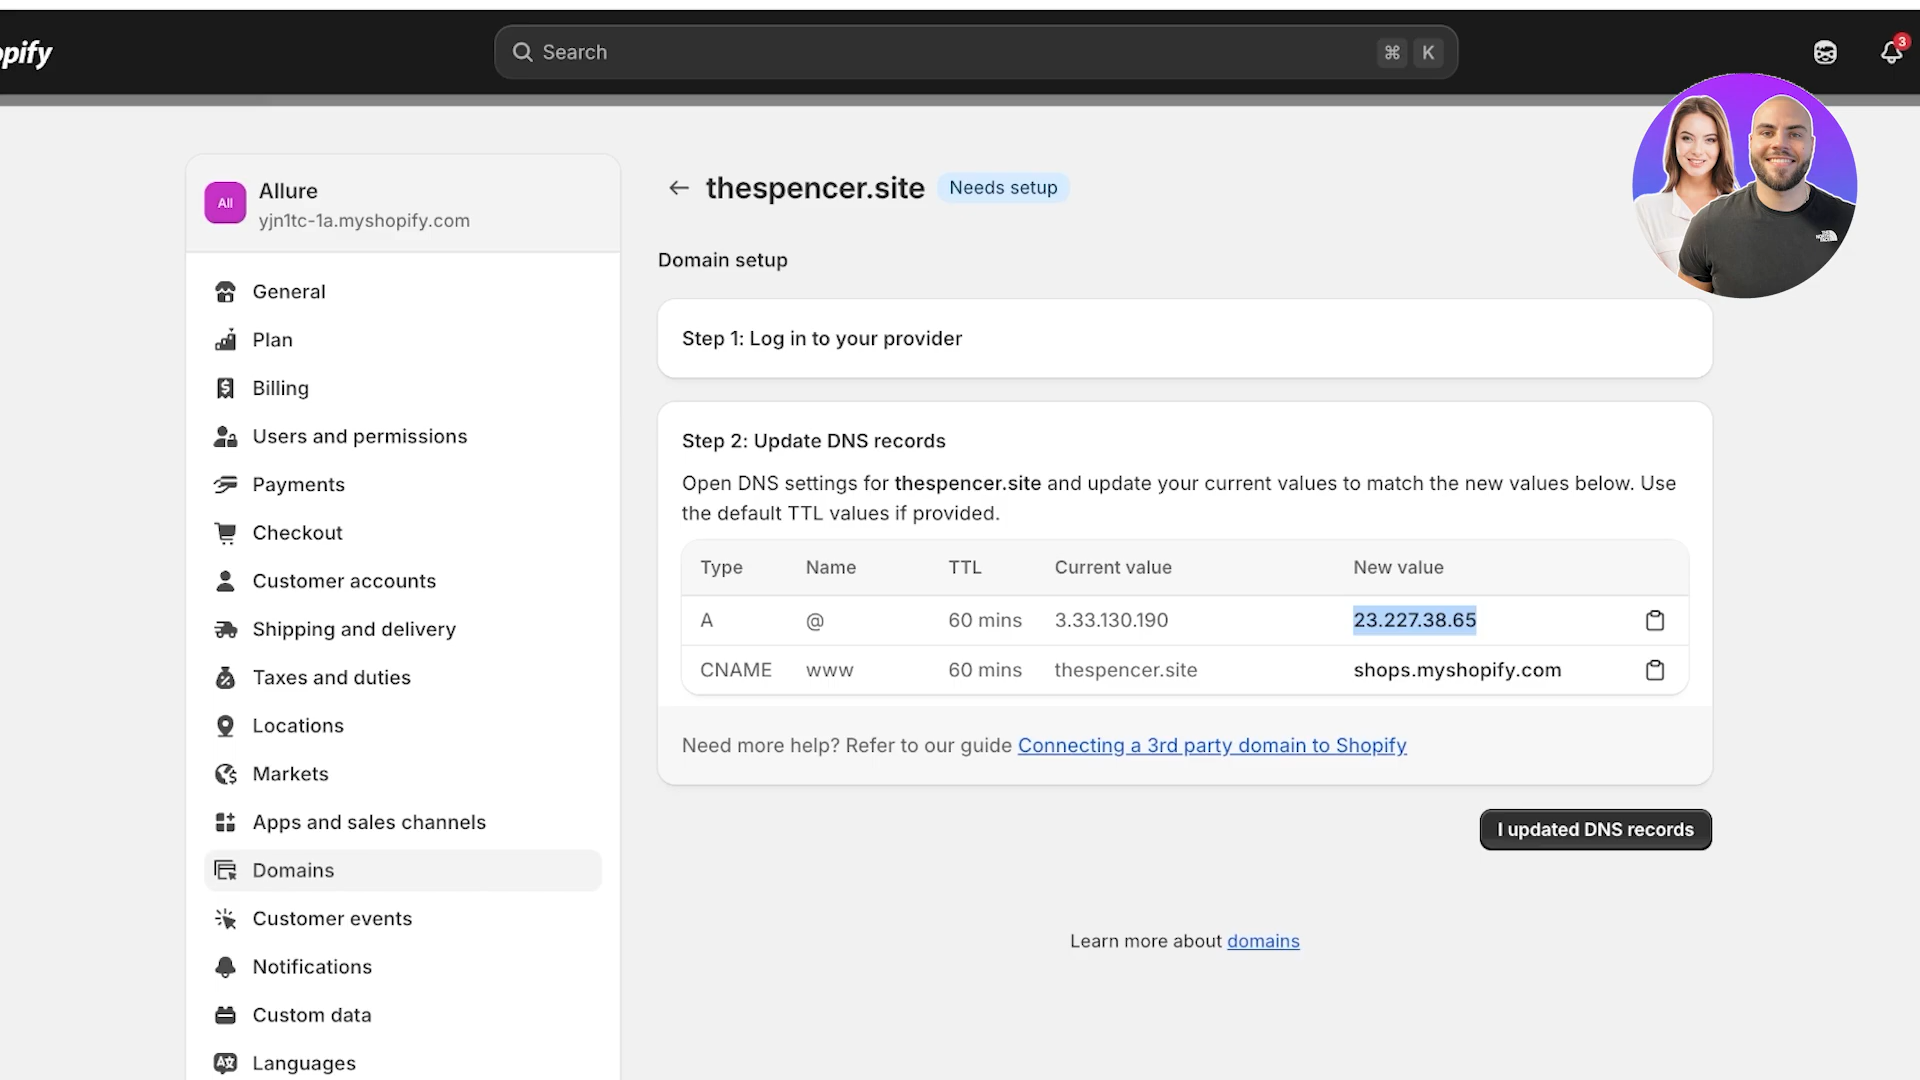 opify
Search
⌘ K
3
All
Allure
yjn1tc-1a.myshopify.com
General
Plan
Billing
Users and permissions
Payments
Checkout
Customer accounts
Shipping and delivery
Taxes and duties
Locations
Markets
Apps and sales channels
Domains
Customer events
Notifications
Custom data
Languages
thespencer.site Needs setup
Domain setup
Step 1: Log in to your provider
Step 2: Update DNS records
Open DNS settings for thespencer.site and update your current values to match the new values below. Use
the default TTL values if provided.
Type Name TTL Current value New value
A @ 60 mins 3.33.130.190 23.227.38.65
CNAME www 60 mins thespencer.site shops.myshopify.com
Need more help? Refer to our guide Connecting a 3rd party domain to Shopify
I updated DNS records
Learn more about domains